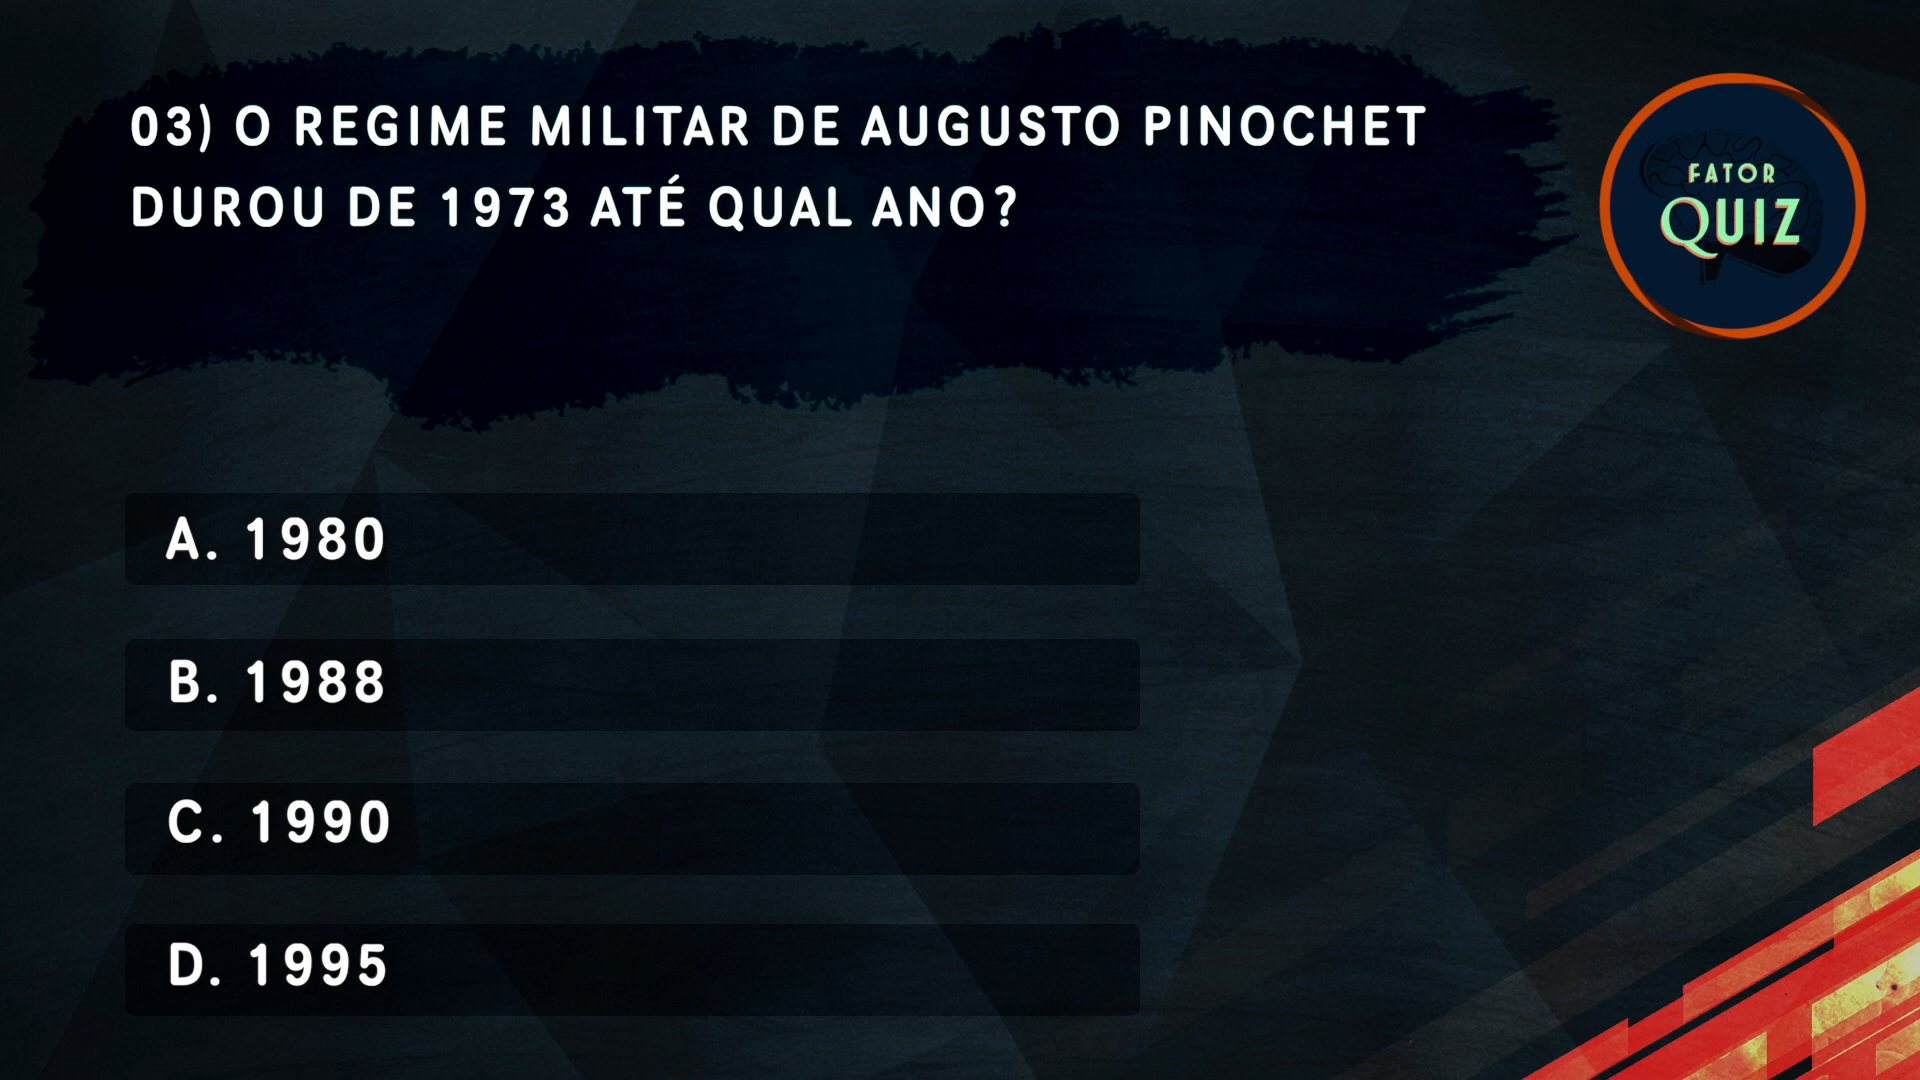 03) O REGIME MILITAR DE AUGUSTO PINOCHET
DUROU DE 1973 ATÉ QUAL ANO?
FATOR
QUIZ
A. 1980
B. 1988
C. 1990
D. 1995